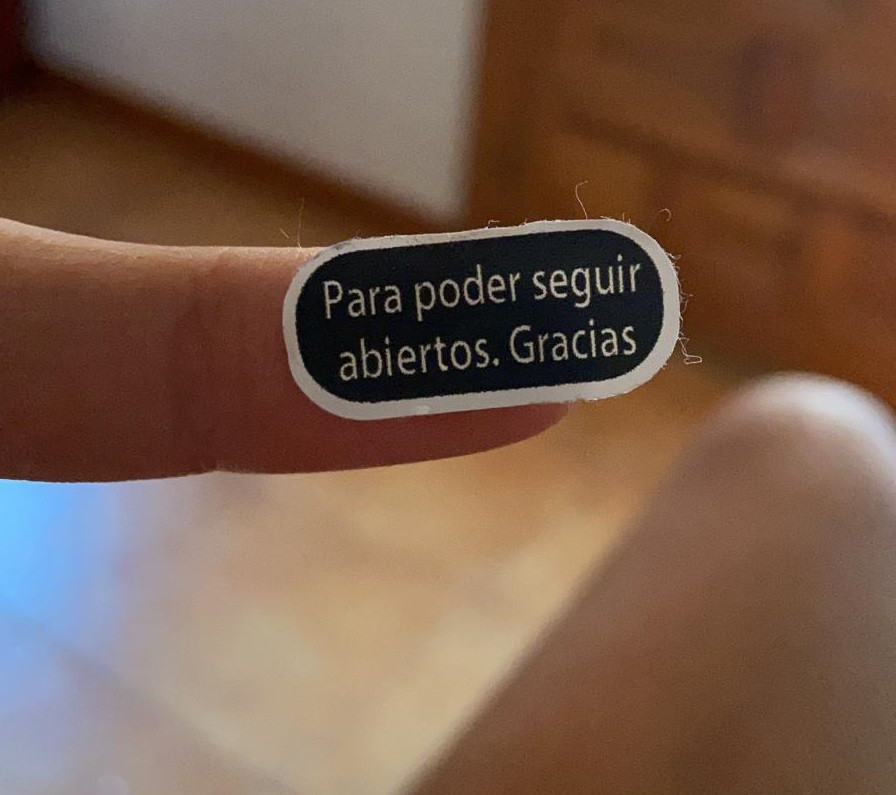 Para poder seguir
abiertos. Gracias